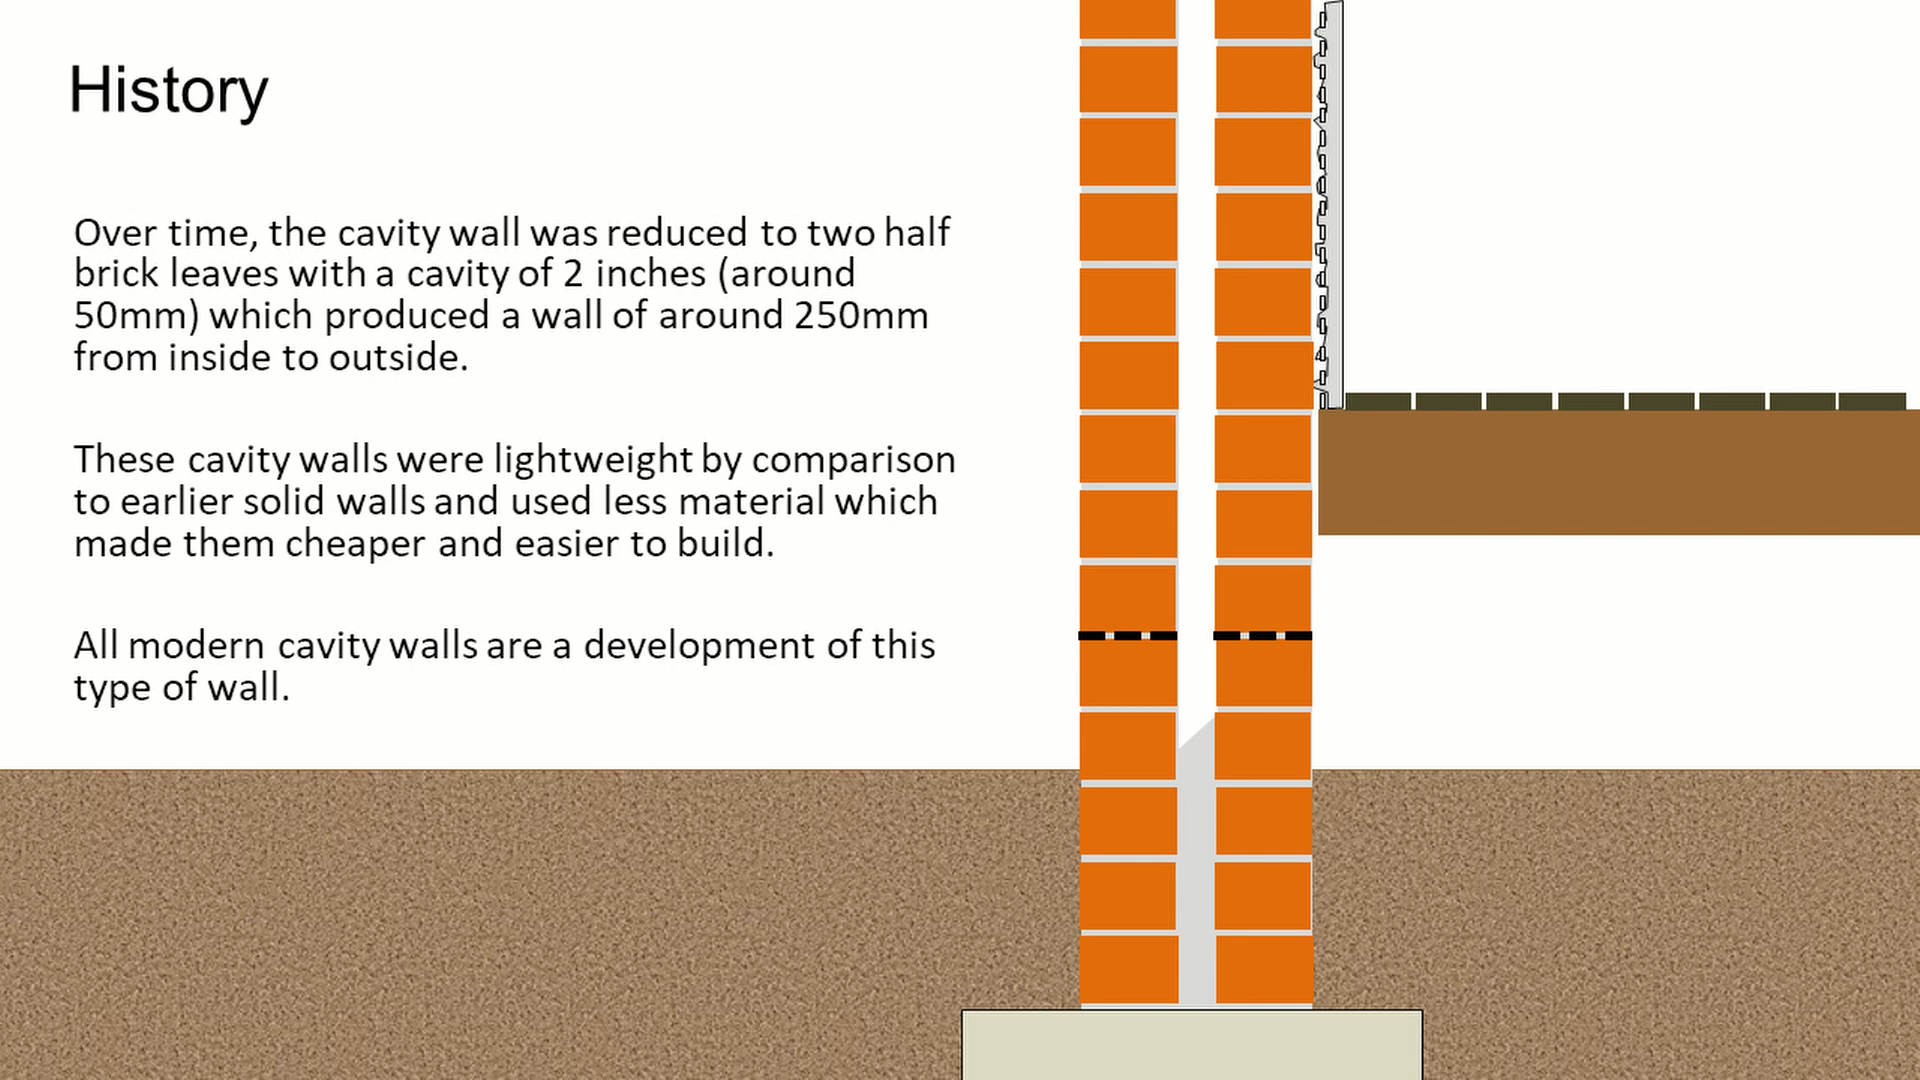 History
Over time, the cavity wall was reduced to two half
brick leaves with a cavity of 2 inches (around
50mm) which produced a wall of around 250mm
from inside to outside.
These cavity walls were lightweight by comparison
to earlier solid walls and used less material which
made them cheaper and easier to build.
All modern cavity walls are a development of this
type of wall.